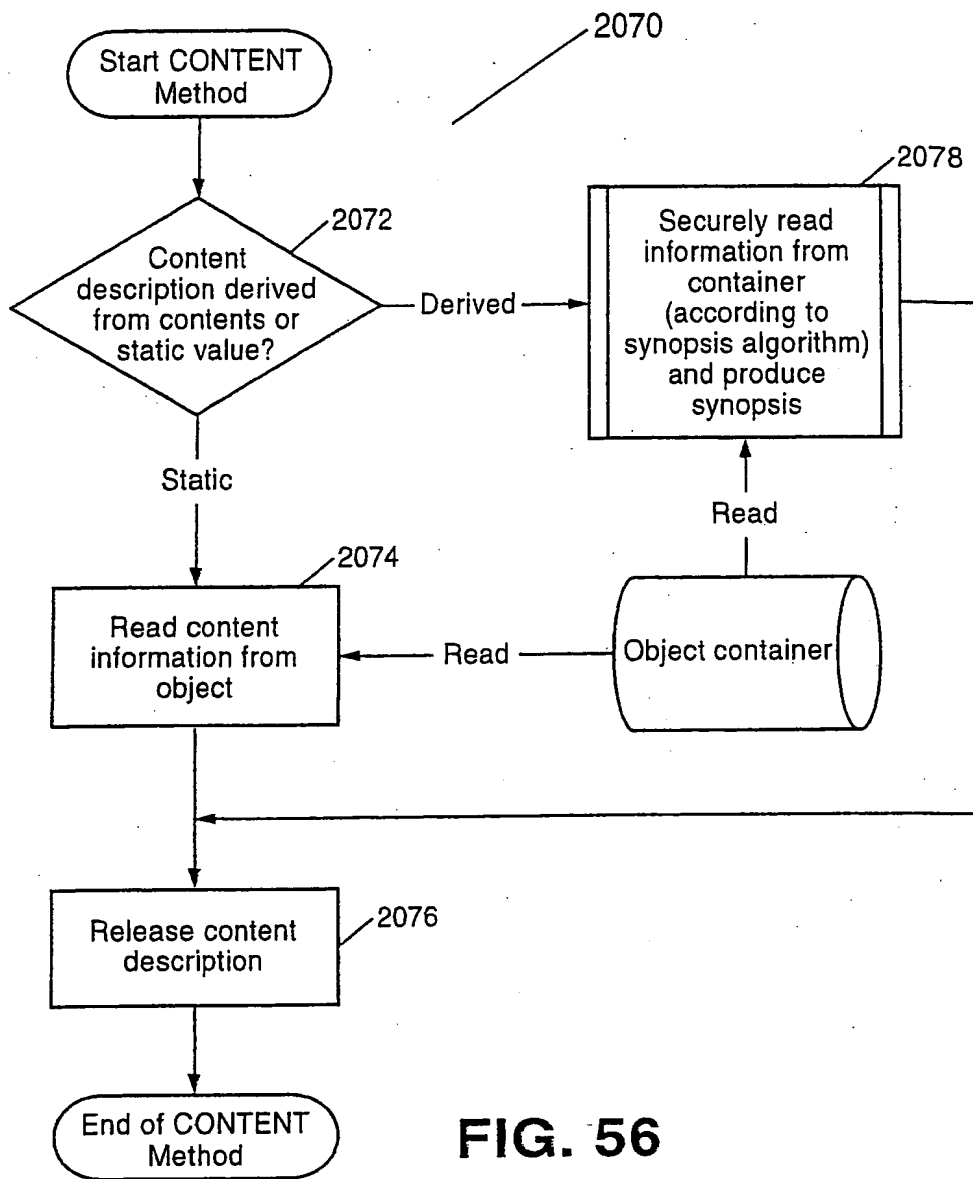 2070
Start CONTENT
Method
2072
Content
description derived
from contents or
static value?
Derived
2078
Securely read
information from
container
(according to
synopsis algorithm)
and produce
synopsis
Static
Read
2074
Read content
information from
object
Read
Object container
2076
Release content
description
End of CONTENT
Method
FIG. 56